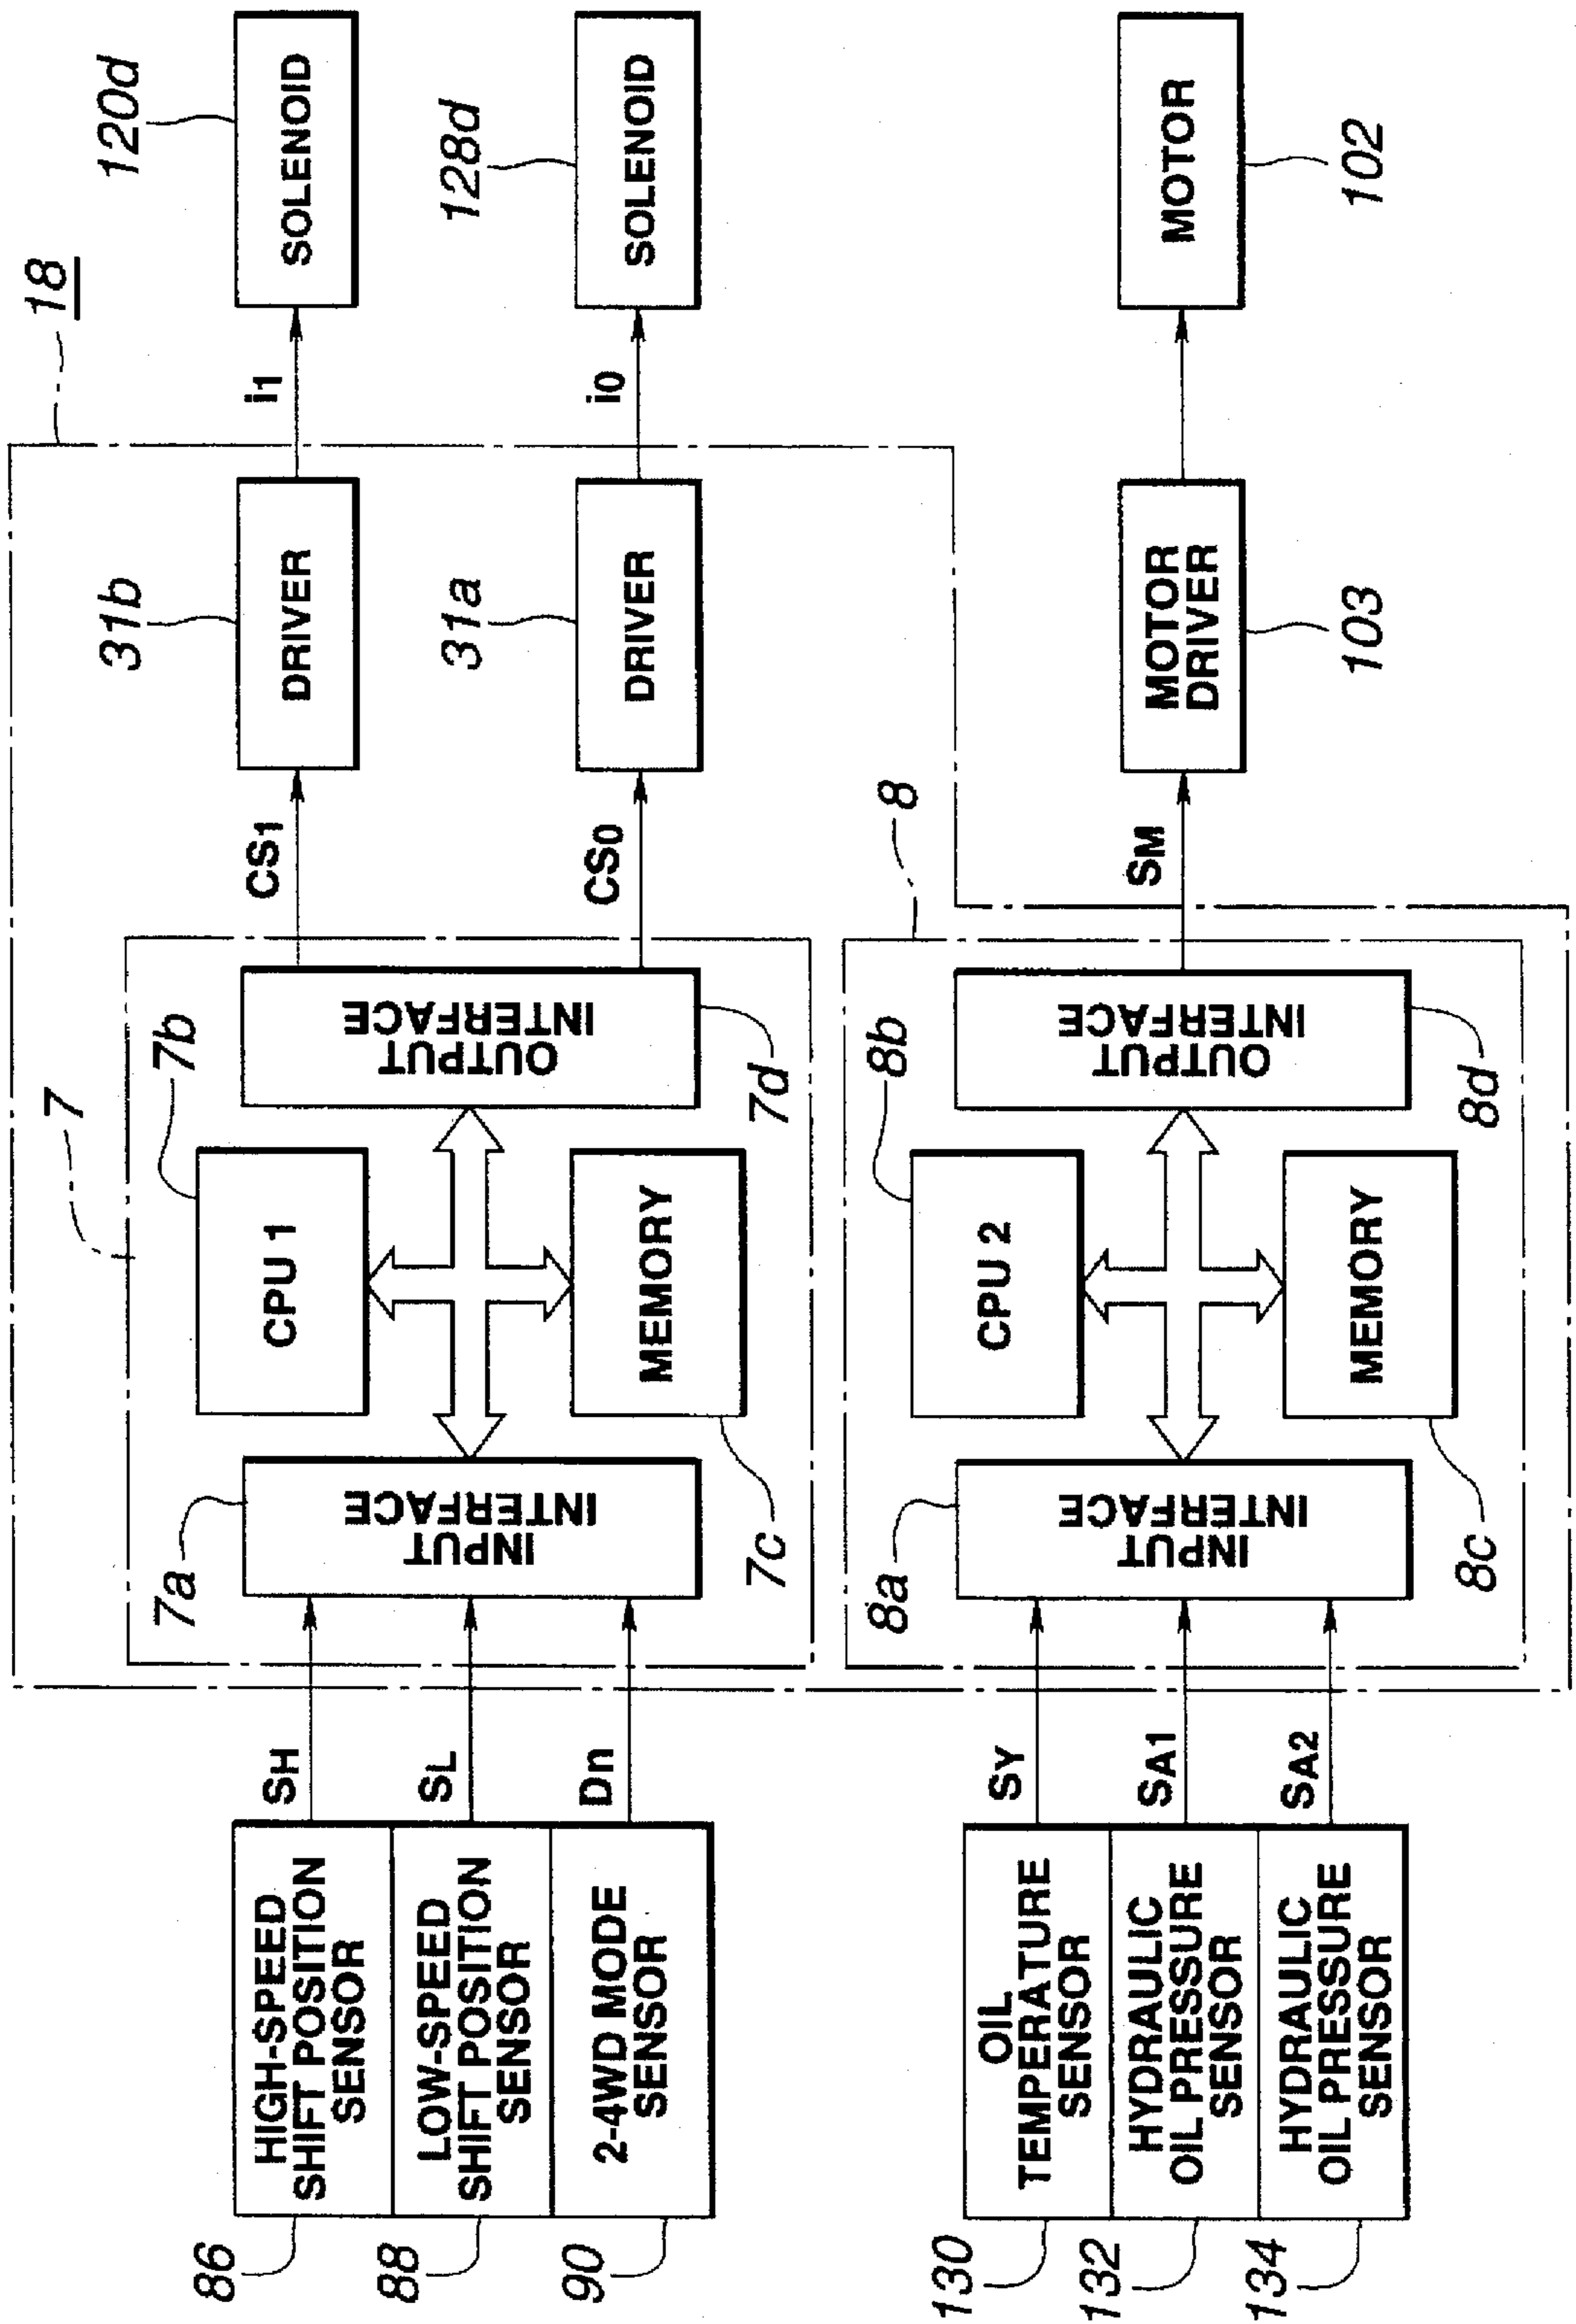 18
7
7b
CPU 1
7a
INPUT
INTERFACE
MEMORY
7c
OUTPUT
INTERFACE
7d
HIGH-SPEED
SHIFT POSITION
SENSOR
86
LOW-SPEED
SHIFT POSITION
SENSOR
88
2-4WD MODE
SENSOR
90
SH
SL
Dn
CS1
CS0
31b
DRIVER
31a
DRIVER
i1
i0
120d
SOLENOID
128d
SOLENOID
8
8b
CPU 2
8a
INPUT
INTERFACE
MEMORY
8c
OUTPUT
INTERFACE
8d
OIL
TEMPERATURE
SENSOR
130
HYDRAULIC
OIL PRESSURE
SENSOR
132
HYDRAULIC
OIL PRESSURE
SENSOR
134
SY
SA1
SA2
SM
MOTOR
DRIVER
103
MOTOR
102